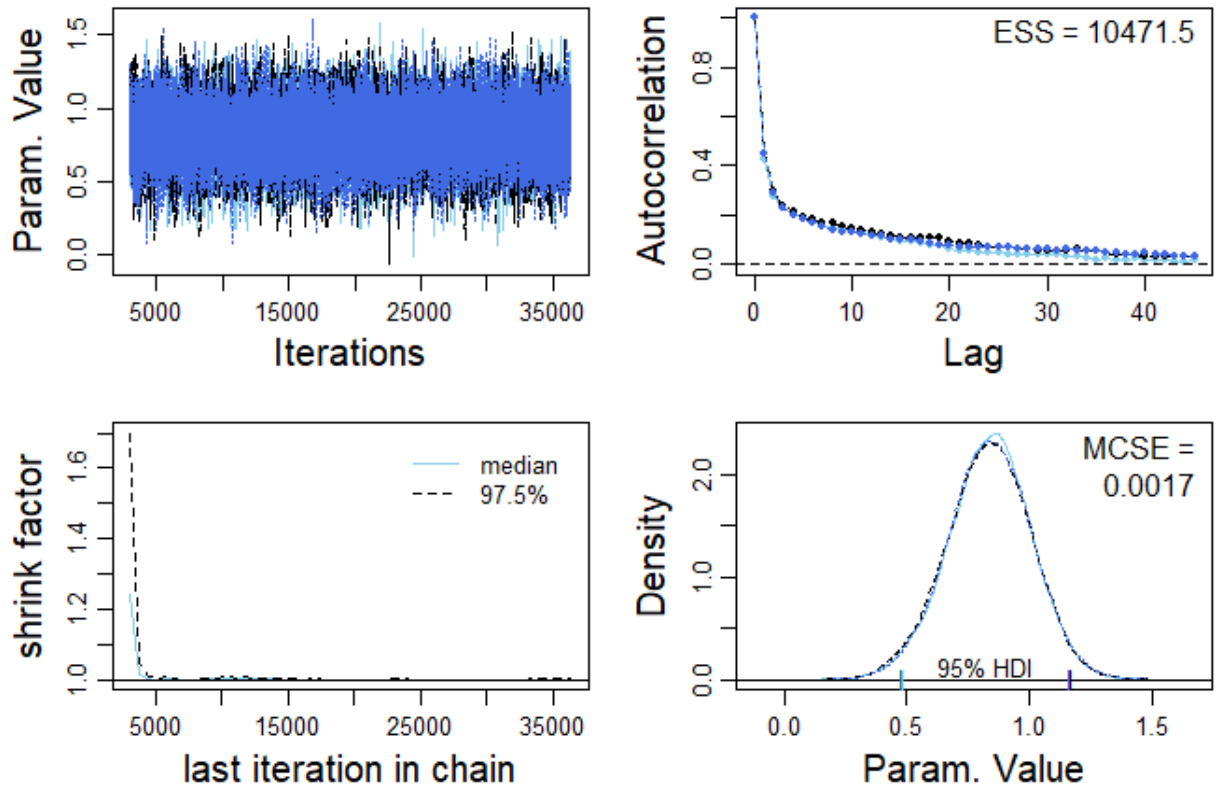 Param. Value
1.5
1.0
0.5
0.0
5000 15000 25000 35000
Iterations
Autocorrelation
0.8
0.4
0.0
ESS = 10471.5
0 10 20 30 40
Lag
shrink factor
1.6
1.4
1.2
1.0
median
97.5%
5000 15000 25000 35000
last iteration in chain
Density
2.0
1.0
0.0
MCSE =
0.0017
95% HDI
0.0 0.5 1.0 1.5
Param. Value